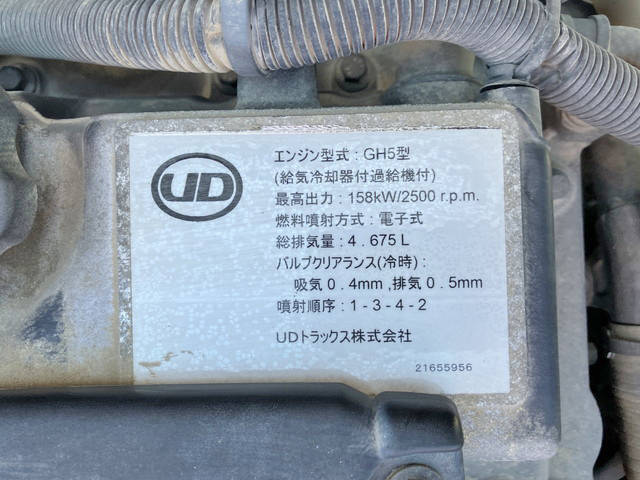 UD
エンジン型式 : GH5型
(給気冷却器付過給機付)
最高出力 : 158kW/2500 r.p.m.
燃料噴射方式 : 電子式
総排気量 : 4 . 675 L
バルブクリアランス(冷時) :
吸気 0 . 4mm ,排気 0 . 5mm
噴射順序 : 1 - 3 - 4 - 2
UDトラックス株式会社
21655956